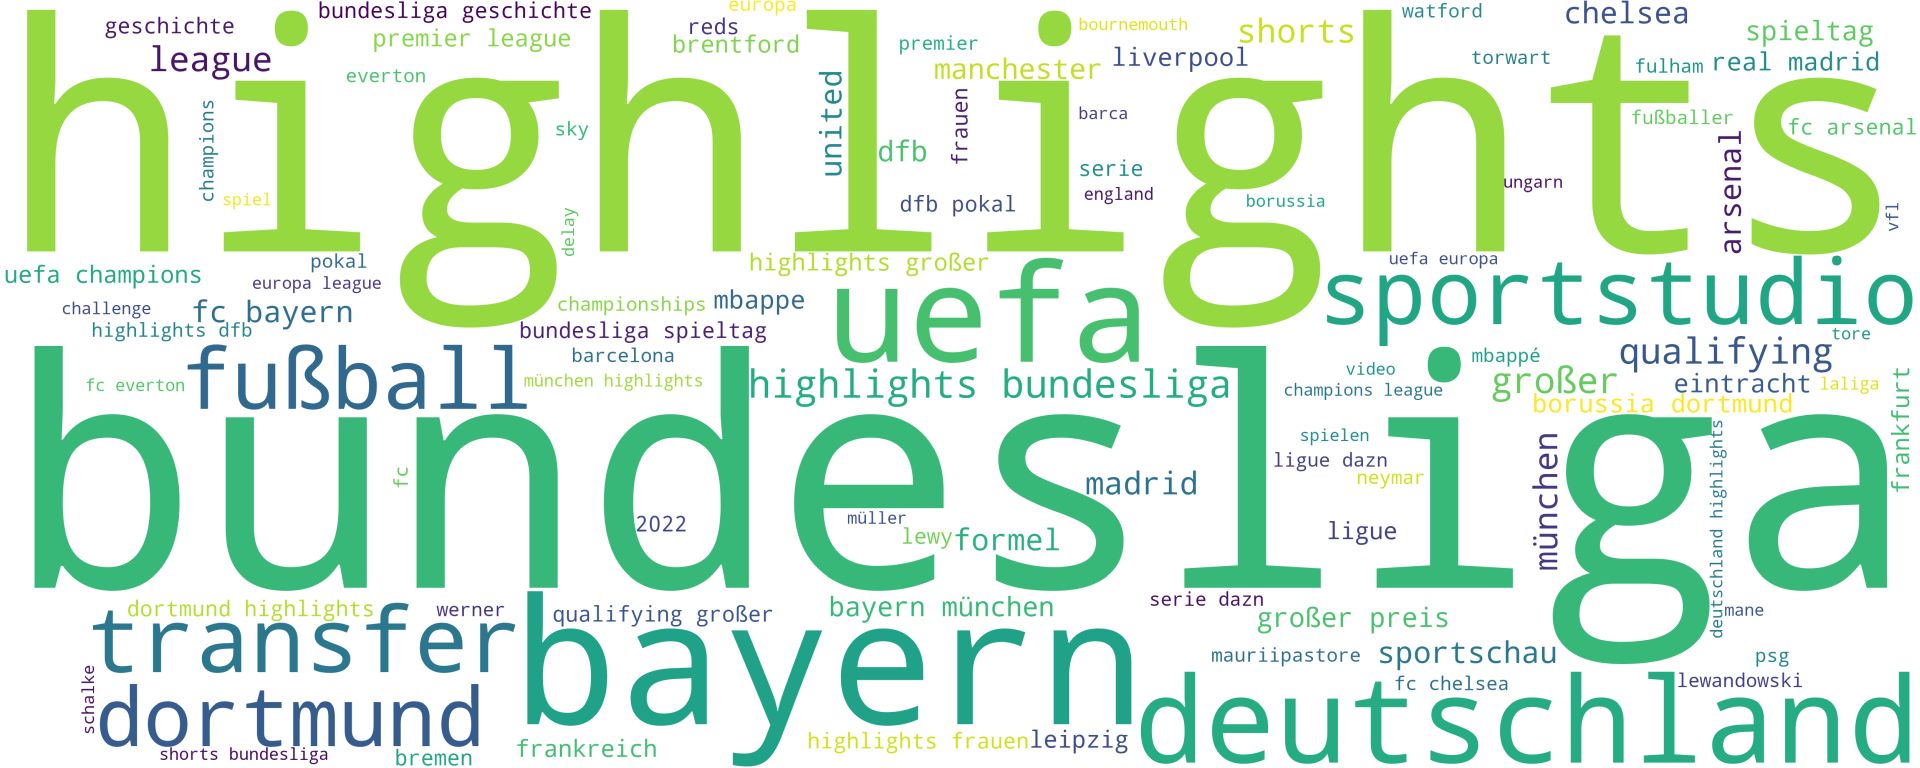 highlights
bundesliga
geschichte
bundesliga geschichte
europa
reds
bournemouth
watford
chelsea
league
premier league
brentford
premier
shorts
spieltag
everton
manchester
liverpool
torwart
fulham
real madrid
champions
sky
united
dfb
frauen
barca
fußballer
fc arsenal
arsenal
spiel
delay
serie
england
dfb pokal
borussia
ungarn
vfl
uefa champions
pokal
europa league
highlights großer
uefa europa
challenge
fc bayern
championships
mbappe
uefa
sportstudio
highlights dfb
bundesliga spieltag
tore
fußball
barcelona
mbappé
qualifying
fc everton
münchen highlights
highlights bundesliga
video
champions league
großer
eintracht
laliga
borussia dortmund
frankfurt
spielen
ligue dazn
neymar
münchen
deutschland highlights
fc
madrid
2022
müller
lewy
formel
ligue
dortmund highlights
werner
qualifying großer
bayern münchen
serie dazn
großer preis
mane
transfer
bayern
mauriipastore
sportschau
psg
schalke
dortmund
fc chelsea
lewandowski
deutschland
shorts bundesliga
bremen
frankreich
highlights frauen
leipzig